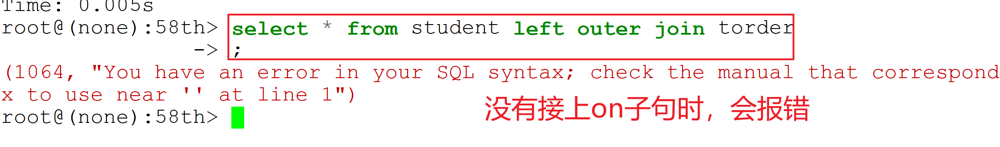 Time: 0.005s
root@(none):58th> select * from student left outer join torder
-> ;
(1064, "You have an error in your SQL syntax; check the manual that correspond
x to use near '' at line 1")
没有接上on子句时，会报错
root@(none):58th>